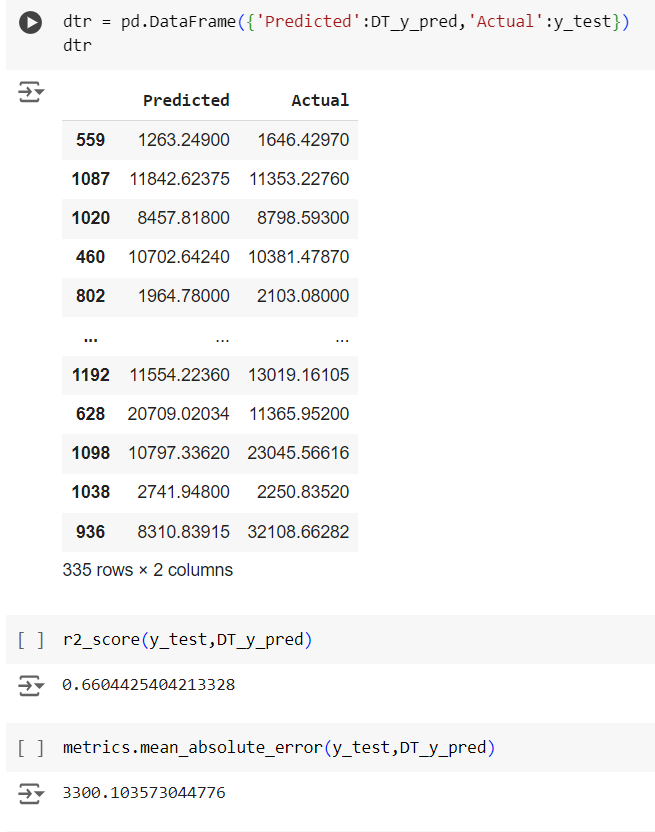 dtr = pd.DataFrame({'Predicted':DT_y_pred,'Actual':y_test})
dtr
Predicted Actual
559 1263.24900 1646.42970
1087 11842.62375 11353.22760
1020 8457.81800 8798.59300
460 10702.64240 10381.47870
802 1964.78000 2103.08000
... ... ...
1192 11554.22360 13019.16105
628 20709.02034 11365.95200
1098 10797.33620 23045.56616
1038 2741.94800 2250.83520
936 8310.83915 32108.66282
335 rows × 2 columns
[ ] r2_score(y_test,DT_y_pred)
0.6604425404213328
[ ] metrics.mean_absolute_error(y_test,DT_y_pred)
3300.103573044776